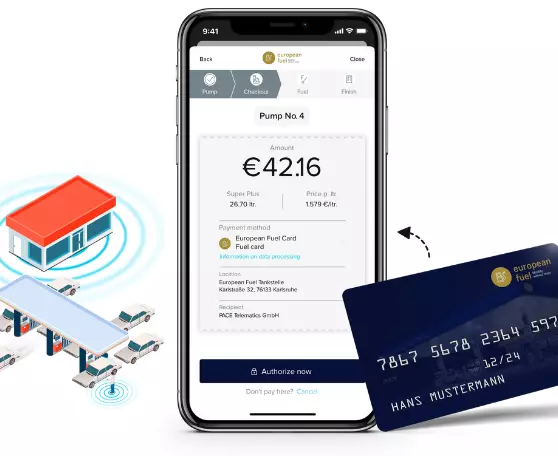 9:41
Back
european
fuel
Close
Pump
Checkout
Fuel
Finish
Pump No. 4
Amount
€42.16
Super Plus
Price p. ltr.
26,70 ltr.
1.579 €/ltr.
Payment method
European Fuel Card
Fuel card
Information on data processing
Location
European Fuel Tankstelle
Karlstraße 32, 76133 Karlsruhe
Recipient
PACE Telematics GmbH
Authorize now
Don't pay here? Cancel
european
fuel
7867 5678 2364 597
12/24
HANS MUSTERMANN